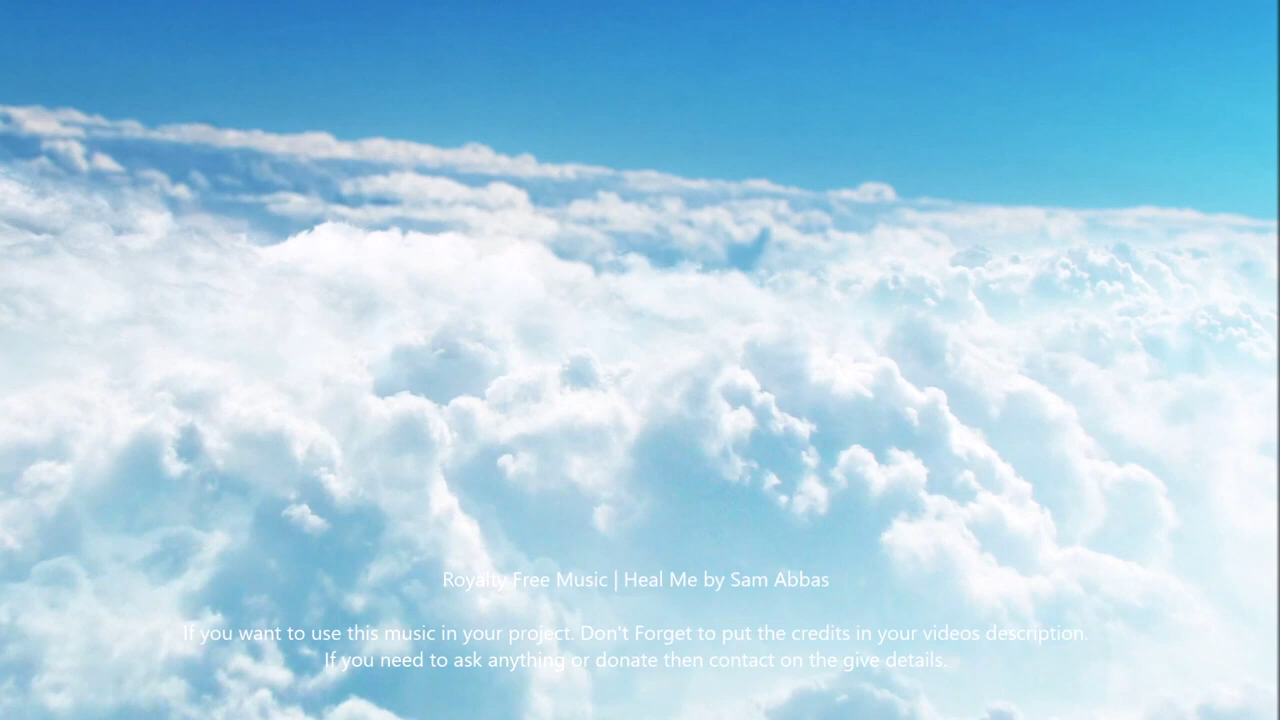 Royalty Free Music | Heal Me by Sam Abbas
If you want to use this music in your project. Don't Forget to put the credits in your videos description.
If you need to ask anything or donate then contact on the give details.